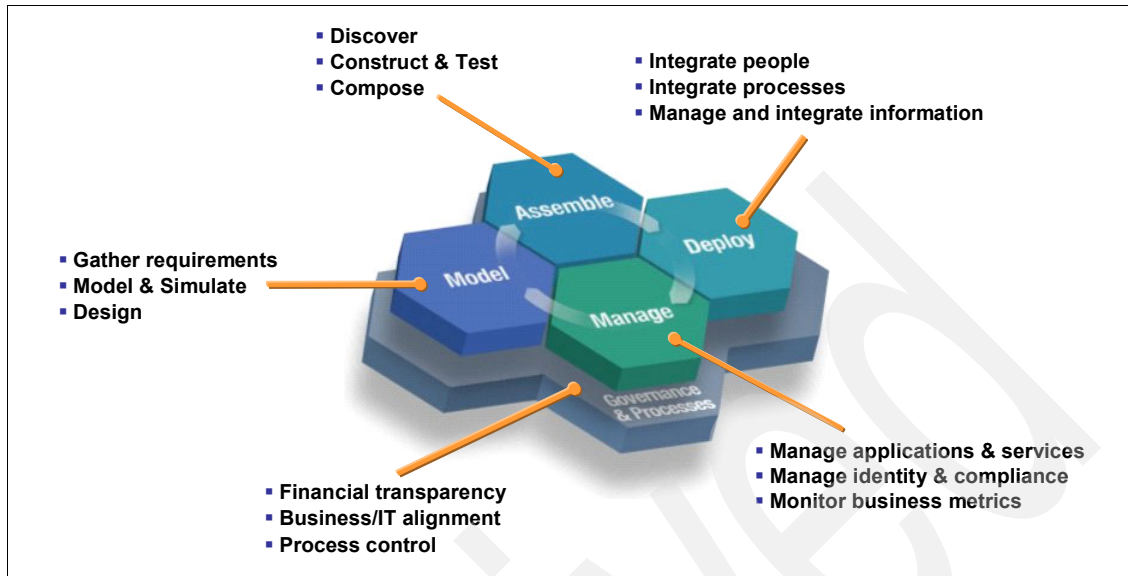 ▪ Discover
▪ Construct & Test
▪ Compose
▪ Integrate people
▪ Integrate processes
▪ Manage and integrate information
Assemble
Deploy
▪ Gather requirements
▪ Model & Simulate
▪ Design
Model
Manage
Governance
& Processes
▪ Manage applications & services
▪ Manage identity & compliance
▪ Monitor business metrics
▪ Financial transparency
▪ Business/IT alignment
▪ Process control